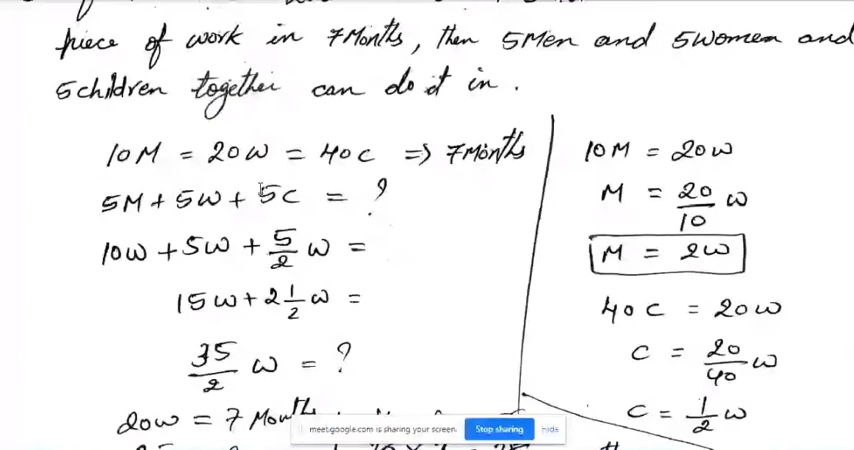 piece of work in 7Months, then 5Men and 5women and
5children together can do it in .
10M = 20W = 40C => 7Months
5M + 5W + 5C = ?
10W + 5W + 5/2 W =
15W + 2 1/2 W =
35/2 W = ?
20W = 7 Months
10M = 20W
M = 20/10 W
M = 2W
40C = 20W
C = 20/40 W
C = 1/2 W
meet.google.com is sharing your screen. Stop sharing Hide